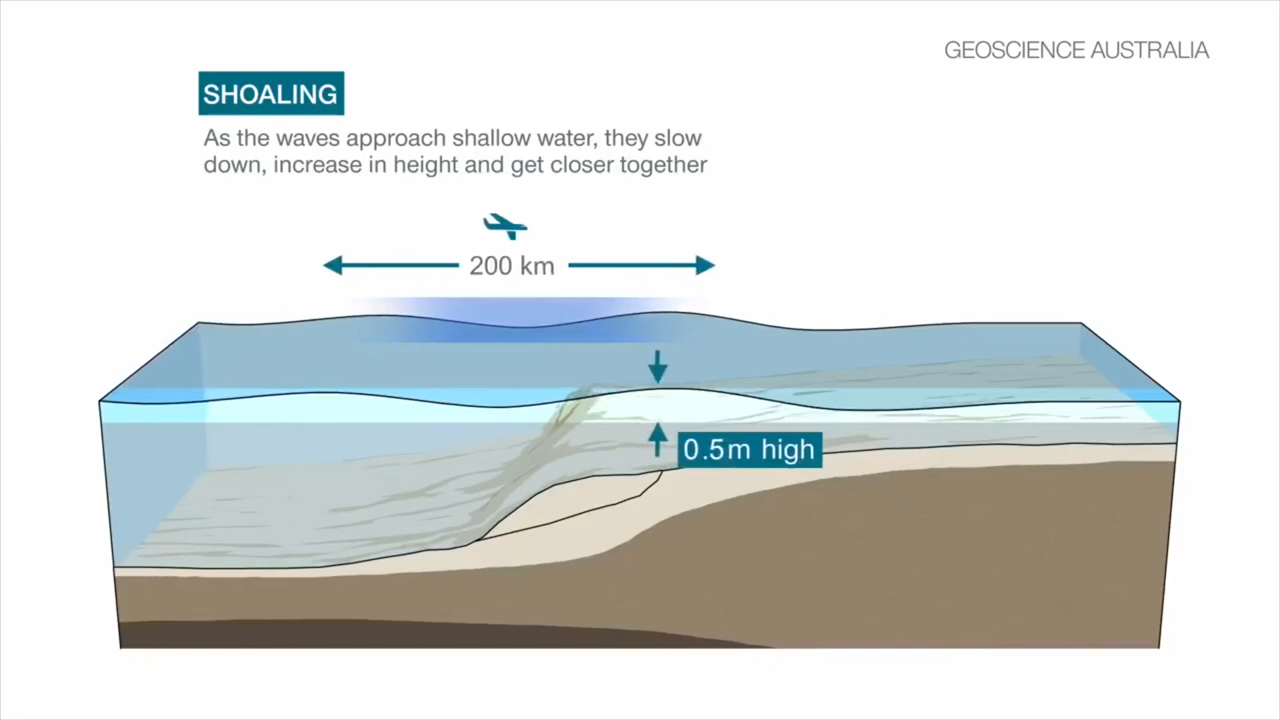 GEOSCIENCE AUSTRALIA
SHOALING
As the waves approach shallow water, they slow
down, increase in height and get closer together
200 km
0.5m high